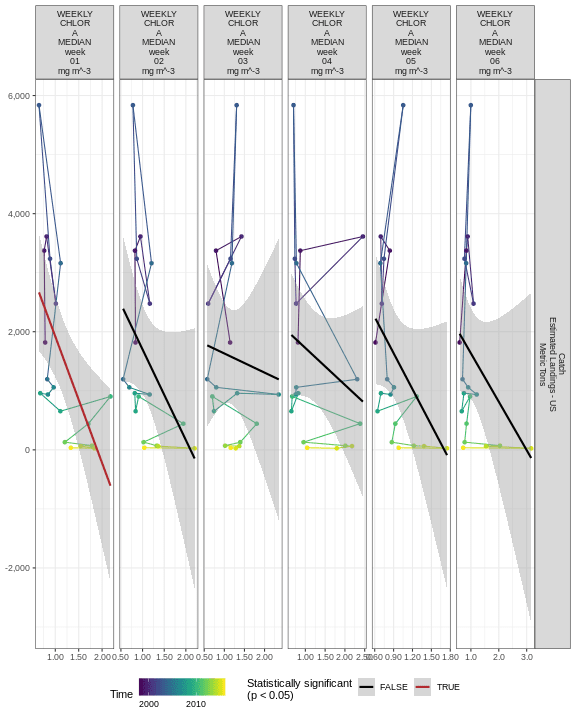 WEEKLY
CHLOR
A
MEDIAN
week
01
mg m^-3
WEEKLY
CHLOR
A
MEDIAN
week
02
mg m^-3
WEEKLY
CHLOR
A
MEDIAN
week
03
mg m^-3
WEEKLY
CHLOR
A
MEDIAN
week
04
mg m^-3
WEEKLY
CHLOR
A
MEDIAN
week
05
mg m^-3
WEEKLY
CHLOR
A
MEDIAN
week
06
mg m^-3
6,000
4,000
2,000
0
-2,000
Catch
Estimated Landings - US
Metric Tons
1.00 1.50 2.00 0.50 1.00 1.50 2.00 0.50 1.00 1.50 2.00 0.50 1.00 1.50 2.00 2.50 0.60 0.90 1.20 1.50 1.80 1.0 2.0 3.0
Time
2000 2010
Statistically significant
(p < 0.05)
FALSE TRUE